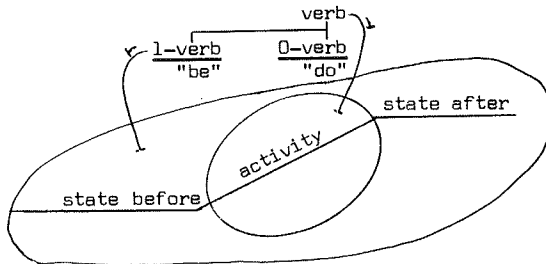 verb
1-verb 0-verb
"be" "do"
state after
activity
state before